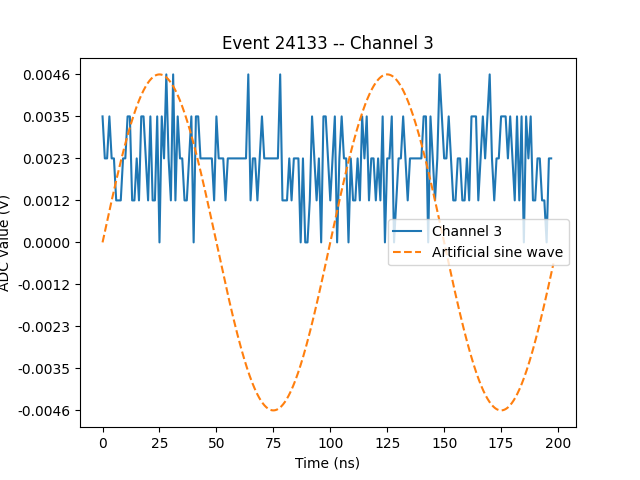 Event 24133 -- Channel 3
0.0046
0.0035
0.0023
0.0012
0.0000
-0.0012
-0.0023
-0.0035
-0.0046
ADC Value (V)
Channel 3
Artificial sine wave
0 25 50 75 100 125 150 175 200
Time (ns)